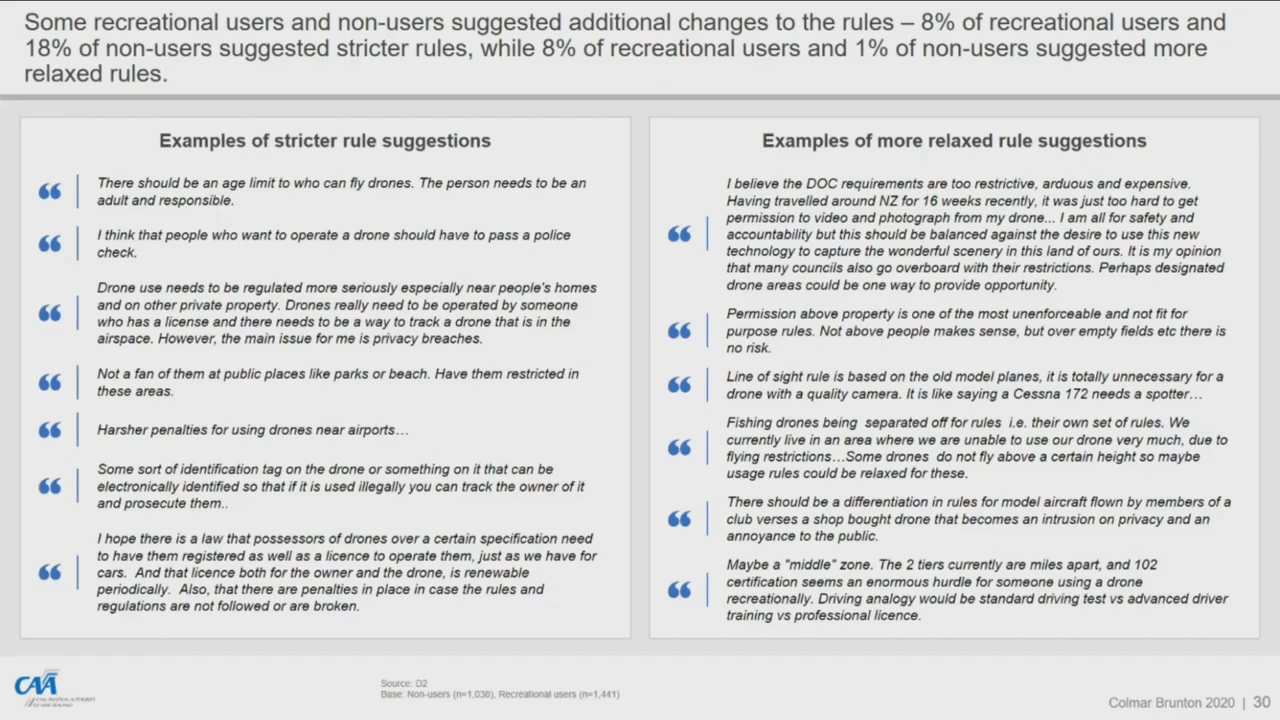 Some recreational users and non-users suggested additional changes to the rules – 8% of recreational users and
18% of non-users suggested stricter rules, while 8% of recreational users and 1% of non-users suggested more
relaxed rules.
Examples of stricter rule suggestions
There should be an age limit to who can fly drones. The person needs to be an
adult and responsible.
I think that people who want to operate a drone should have to pass a police
check.
Drone use needs to be regulated more seriously especially near people's homes
and on other private property. Drones really need to be operated by someone
who has a license and there needs to be a way to track a drone that is in the
airspace. However, the main issue for me is privacy breaches.
Not a fan of them at public places like parks or beach. Have them restricted in
these areas.
Harsher penalties for using drones near airports…
Some sort of identification tag on the drone or something on it that can be
electronically identified so that if it is used illegally you can track the owner of it
and prosecute them..
I hope there is a law that possessors of drones over a certain specification need
to have them registered as well as a licence to operate them, just as we have for
cars. And that licence both for the owner and the drone, is renewable
periodically. Also, that there are penalties in place in case the rules and
regulations are not followed or are broken.
Examples of more relaxed rule suggestions
I believe the DOC requirements are too restrictive, arduous and expensive.
Having travelled around NZ for 16 weeks recently, it was just too hard to get
permission to video and photograph from my drone... I am all for safety and
accountability but this should be balanced against the desire to use this new
technology to capture the wonderful scenery in this land of ours. It is my opinion
that many councils also go overboard with their restrictions. Perhaps designated
drone areas could be one way to provide opportunity.
Permission above property is one of the most unenforceable and not fit for
purpose rules. Not above people makes sense, but over empty fields etc there is
no risk.
Line of sight rule is based on the old model planes, it is totally unnecessary for a
drone with a quality camera. It is like saying a Cessna 172 needs a spotter…
Fishing drones being separated off for rules i.e. their own set of rules. We
currently live in an area where we are unable to use our drone very much, due to
flying restrictions…Some drones do not fly above a certain height so maybe
usage rules could be relaxed for these.
There should be a differentiation in rules for model aircraft flown by members of a
club verses a shop bought drone that becomes an intrusion on privacy and an
annoyance to the public.
Maybe a "middle" zone. The 2 tiers currently are miles apart, and 102
certification seems an enormous hurdle for someone using a drone
recreationally. Driving analogy would be standard driving test vs advanced driver
training vs professional licence.
CAA
CIVIL AVIATION AUTHORITY
OF NEW ZEALAND
Source: D2
Base: Non-users (n=1,038), Recreational users (n=1,441)
Colmar Brunton 2020 | 30